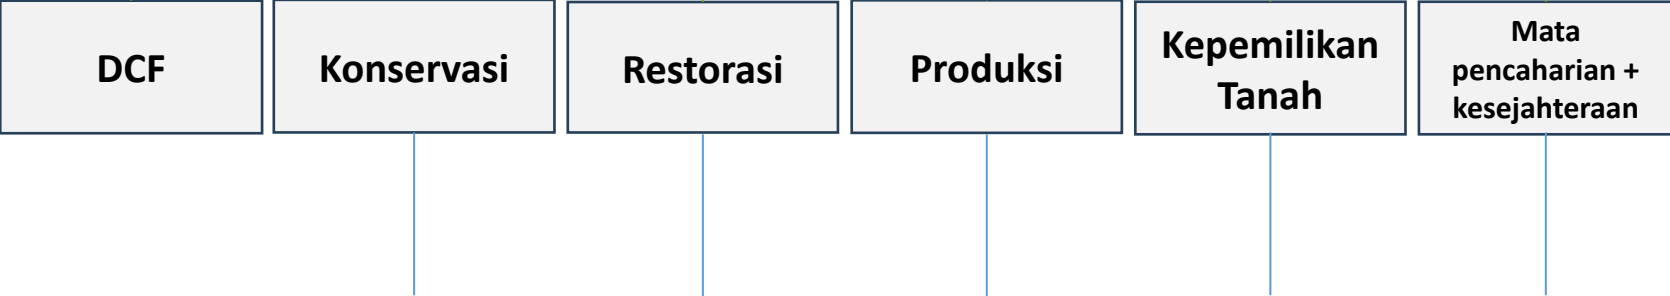 DCF
Konservasi
Restorasi
Produksi
Kepemilikan
Tanah
Mata
pencaharian +
kesejahteraan